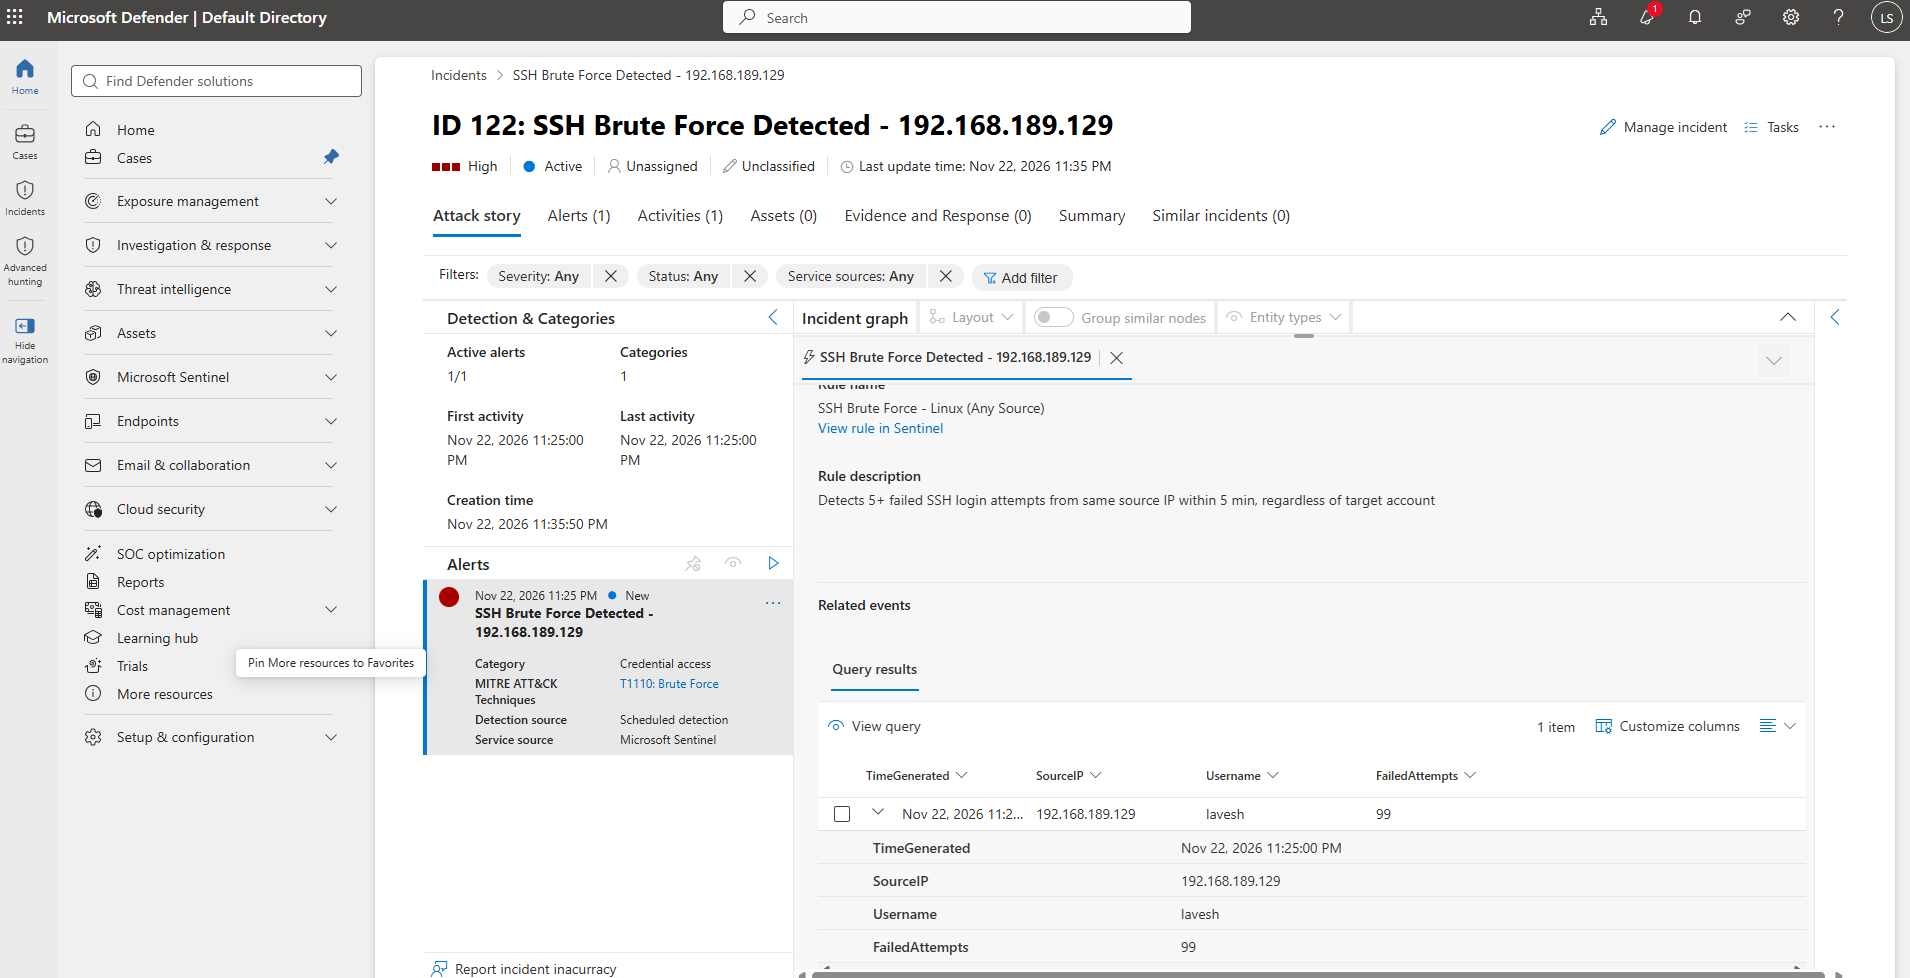 Microsoft Defender | Default Directory
Search
1
LS
Home
Cases
Incidents
Advanced
hunting
Hide
navigation
Find Defender solutions
Home
Cases
Exposure management
Investigation & response
Threat intelligence
Assets
Microsoft Sentinel
Endpoints
Email & collaboration
Cloud security
SOC optimization
Reports
Cost management
Learning hub
Trials
Pin More resources to Favorites
More resources
Setup & configuration
Incidents > SSH Brute Force Detected - 192.168.189.129
ID 122: SSH Brute Force Detected - 192.168.189.129
Manage incident Tasks ...
High Active Unassigned Unclassified Last update time: Nov 22, 2026 11:35 PM
Attack story Alerts (1) Activities (1) Assets (0) Evidence and Response (0) Summary Similar incidents (0)
Filters: Severity: Any Status: Any Service sources: Any Add filter
Detection & Categories
Active alerts Categories
1/1 1
First activity Last activity
Nov 22, 2026 11:25:00 Nov 22, 2026 11:25:00
PM PM
Creation time
Nov 22, 2026 11:35:50 PM
Alerts
Nov 22, 2026 11:25 PM New
SSH Brute Force Detected -
192.168.189.129
Category Credential access
MITRE ATT&CK T1110: Brute Force
Techniques
Detection source Scheduled detection
Service source Microsoft Sentinel
Report incident inacurracy
Incident graph Layout Group similar nodes Entity types
SSH Brute Force Detected - 192.168.189.129
Rule name
SSH Brute Force - Linux (Any Source)
View rule in Sentinel
Rule description
Detects 5+ failed SSH login attempts from same source IP within 5 min, regardless of target account
Related events
Query results
View query 1 item Customize columns
TimeGenerated SourceIP Username FailedAttempts
Nov 22, 2026 11:2... 192.168.189.129 lavesh 99
TimeGenerated Nov 22, 2026 11:25:00 PM
SourceIP 192.168.189.129
Username lavesh
FailedAttempts 99